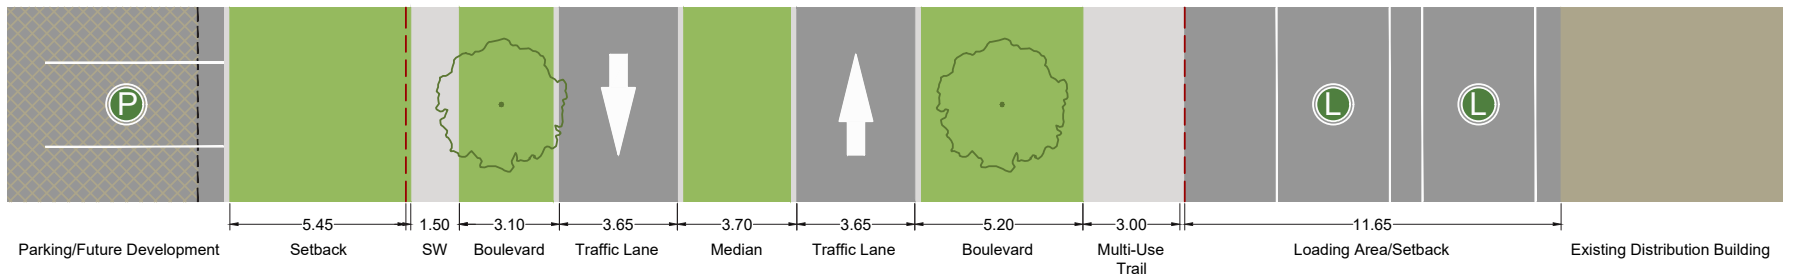 P
L L
5.45 1.50 3.10 3.65 3.70 3.65 5.20 3.00 11.65
Parking/Future Development Setback SW Boulevard Traffic Lane Median Traffic Lane Boulevard Multi-Use Loading Area/Setback Existing Distribution Building
Trail